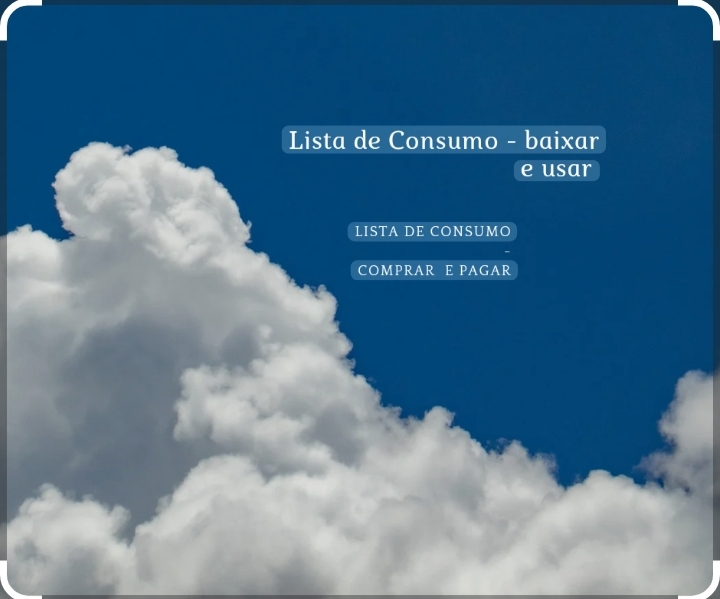 Lista de Consumo - baixar
e usar
LISTA DE CONSUMO
–
COMPRAR E PAGAR